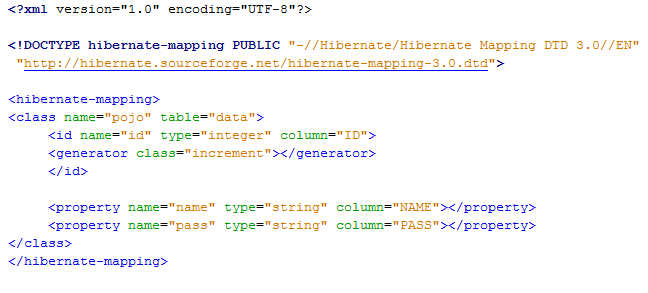 <?xml version="1.0" encoding="UTF-8"?>
<!DOCTYPE hibernate-mapping PUBLIC "-//Hibernate/Hibernate Mapping DTD 3.0//EN"
"http://hibernate.sourceforge.net/hibernate-mapping-3.0.dtd">
<hibernate-mapping>
<class name="pojo" table="data">
<id name="id" type="integer" column="ID">
<generator class="increment"></generator>
</id>
<property name="name" type="string" column="NAME"></property>
<property name="pass" type="string" column="PASS"></property>
</class>
</hibernate-mapping>